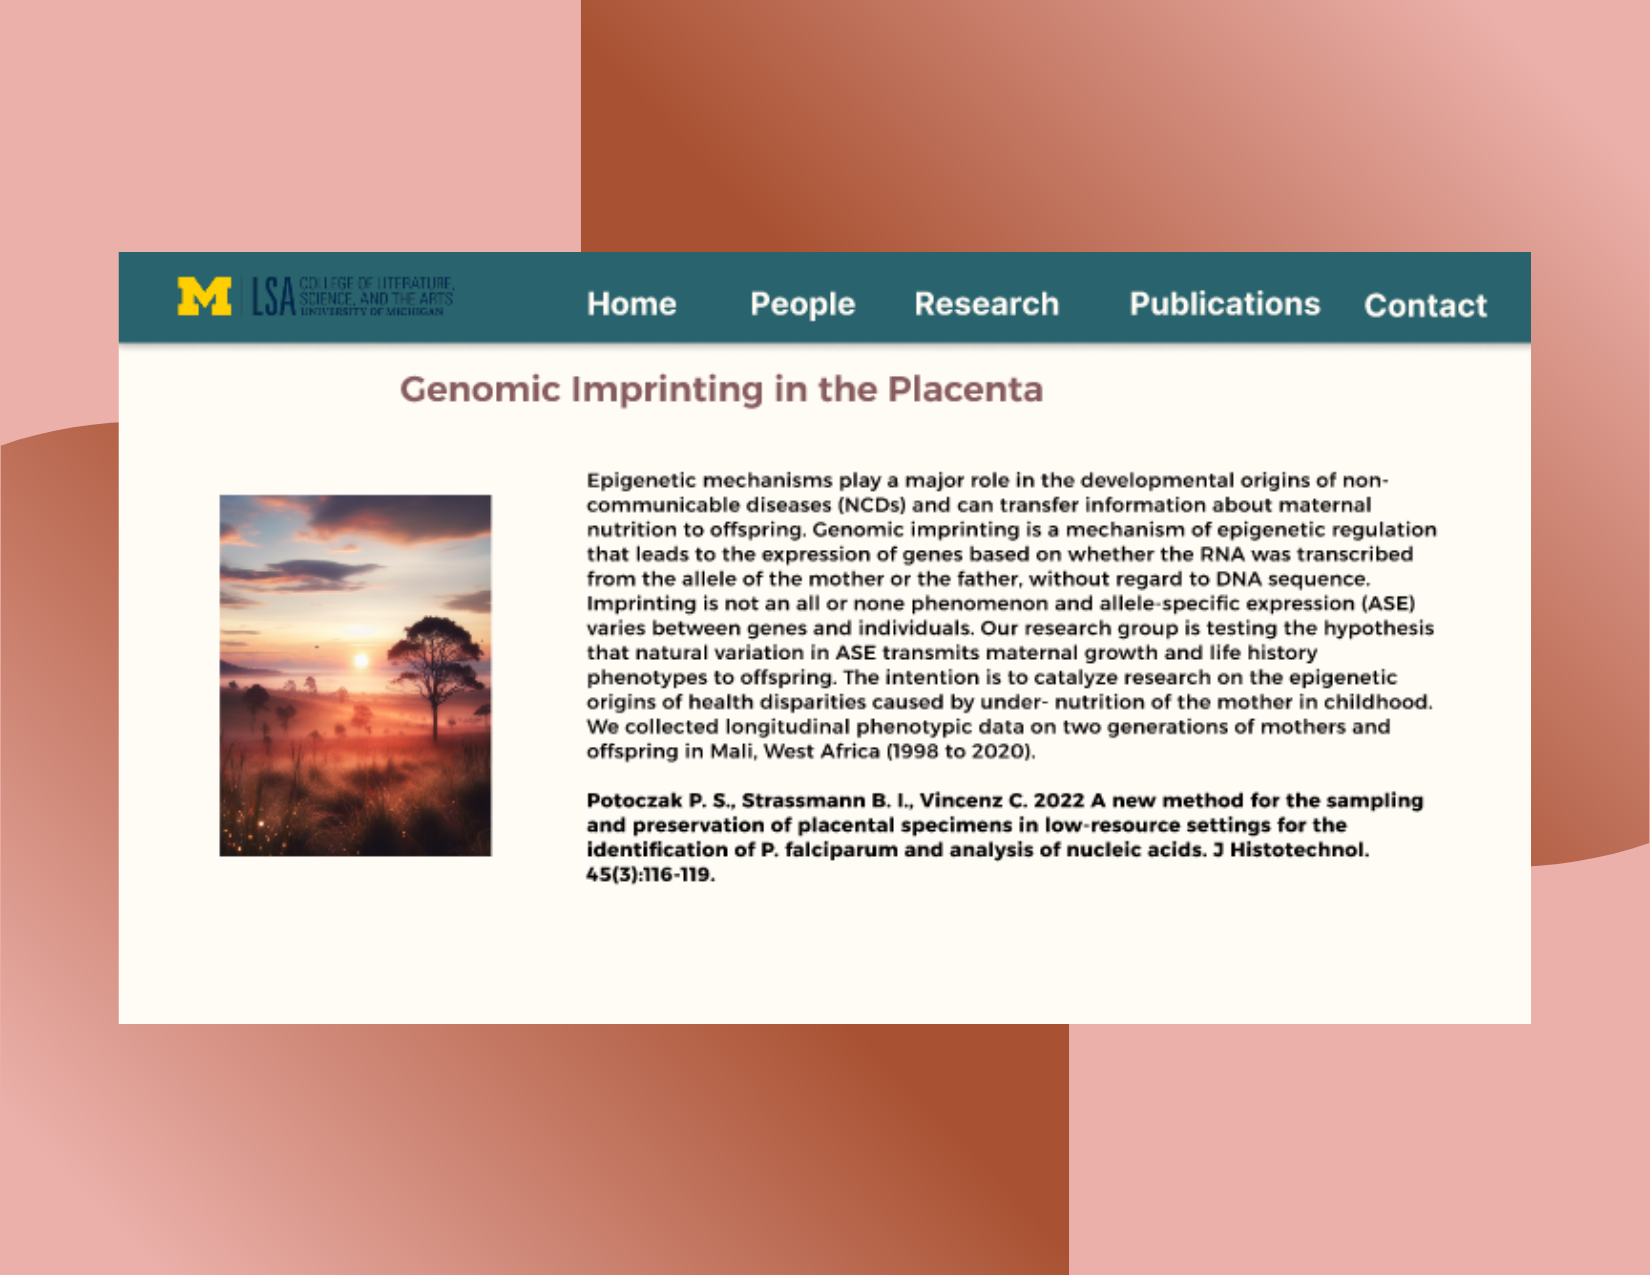 M LSA COLLEGE OF LITERATURE,
SCIENCE, AND THE ARTS
UNIVERSITY OF MICHIGAN
Home People Research Publications Contact
Genomic Imprinting in the Placenta
Epigenetic mechanisms play a major role in the developmental origins of non-
communicable diseases (NCDs) and can transfer information about maternal
nutrition to offspring. Genomic imprinting is a mechanism of epigenetic regulation
that leads to the expression of genes based on whether the RNA was transcribed
from the allele of the mother or the father, without regard to DNA sequence.
Imprinting is not an all or none phenomenon and allele-specific expression (ASE)
varies between genes and individuals. Our research group is testing the hypothesis
that natural variation in ASE transmits maternal growth and life history
phenotypes to offspring. The intention is to catalyze research on the epigenetic
origins of health disparities caused by under- nutrition of the mother in childhood.
We collected longitudinal phenotypic data on two generations of mothers and
offspring in Mali, West Africa (1998 to 2020).
Potoczak P. S., Strassmann B. I., Vincenz C. 2022 A new method for the sampling
and preservation of placental specimens in low-resource settings for the
identification of P. falciparum and analysis of nucleic acids. J Histotechnol.
45(3):116-119.